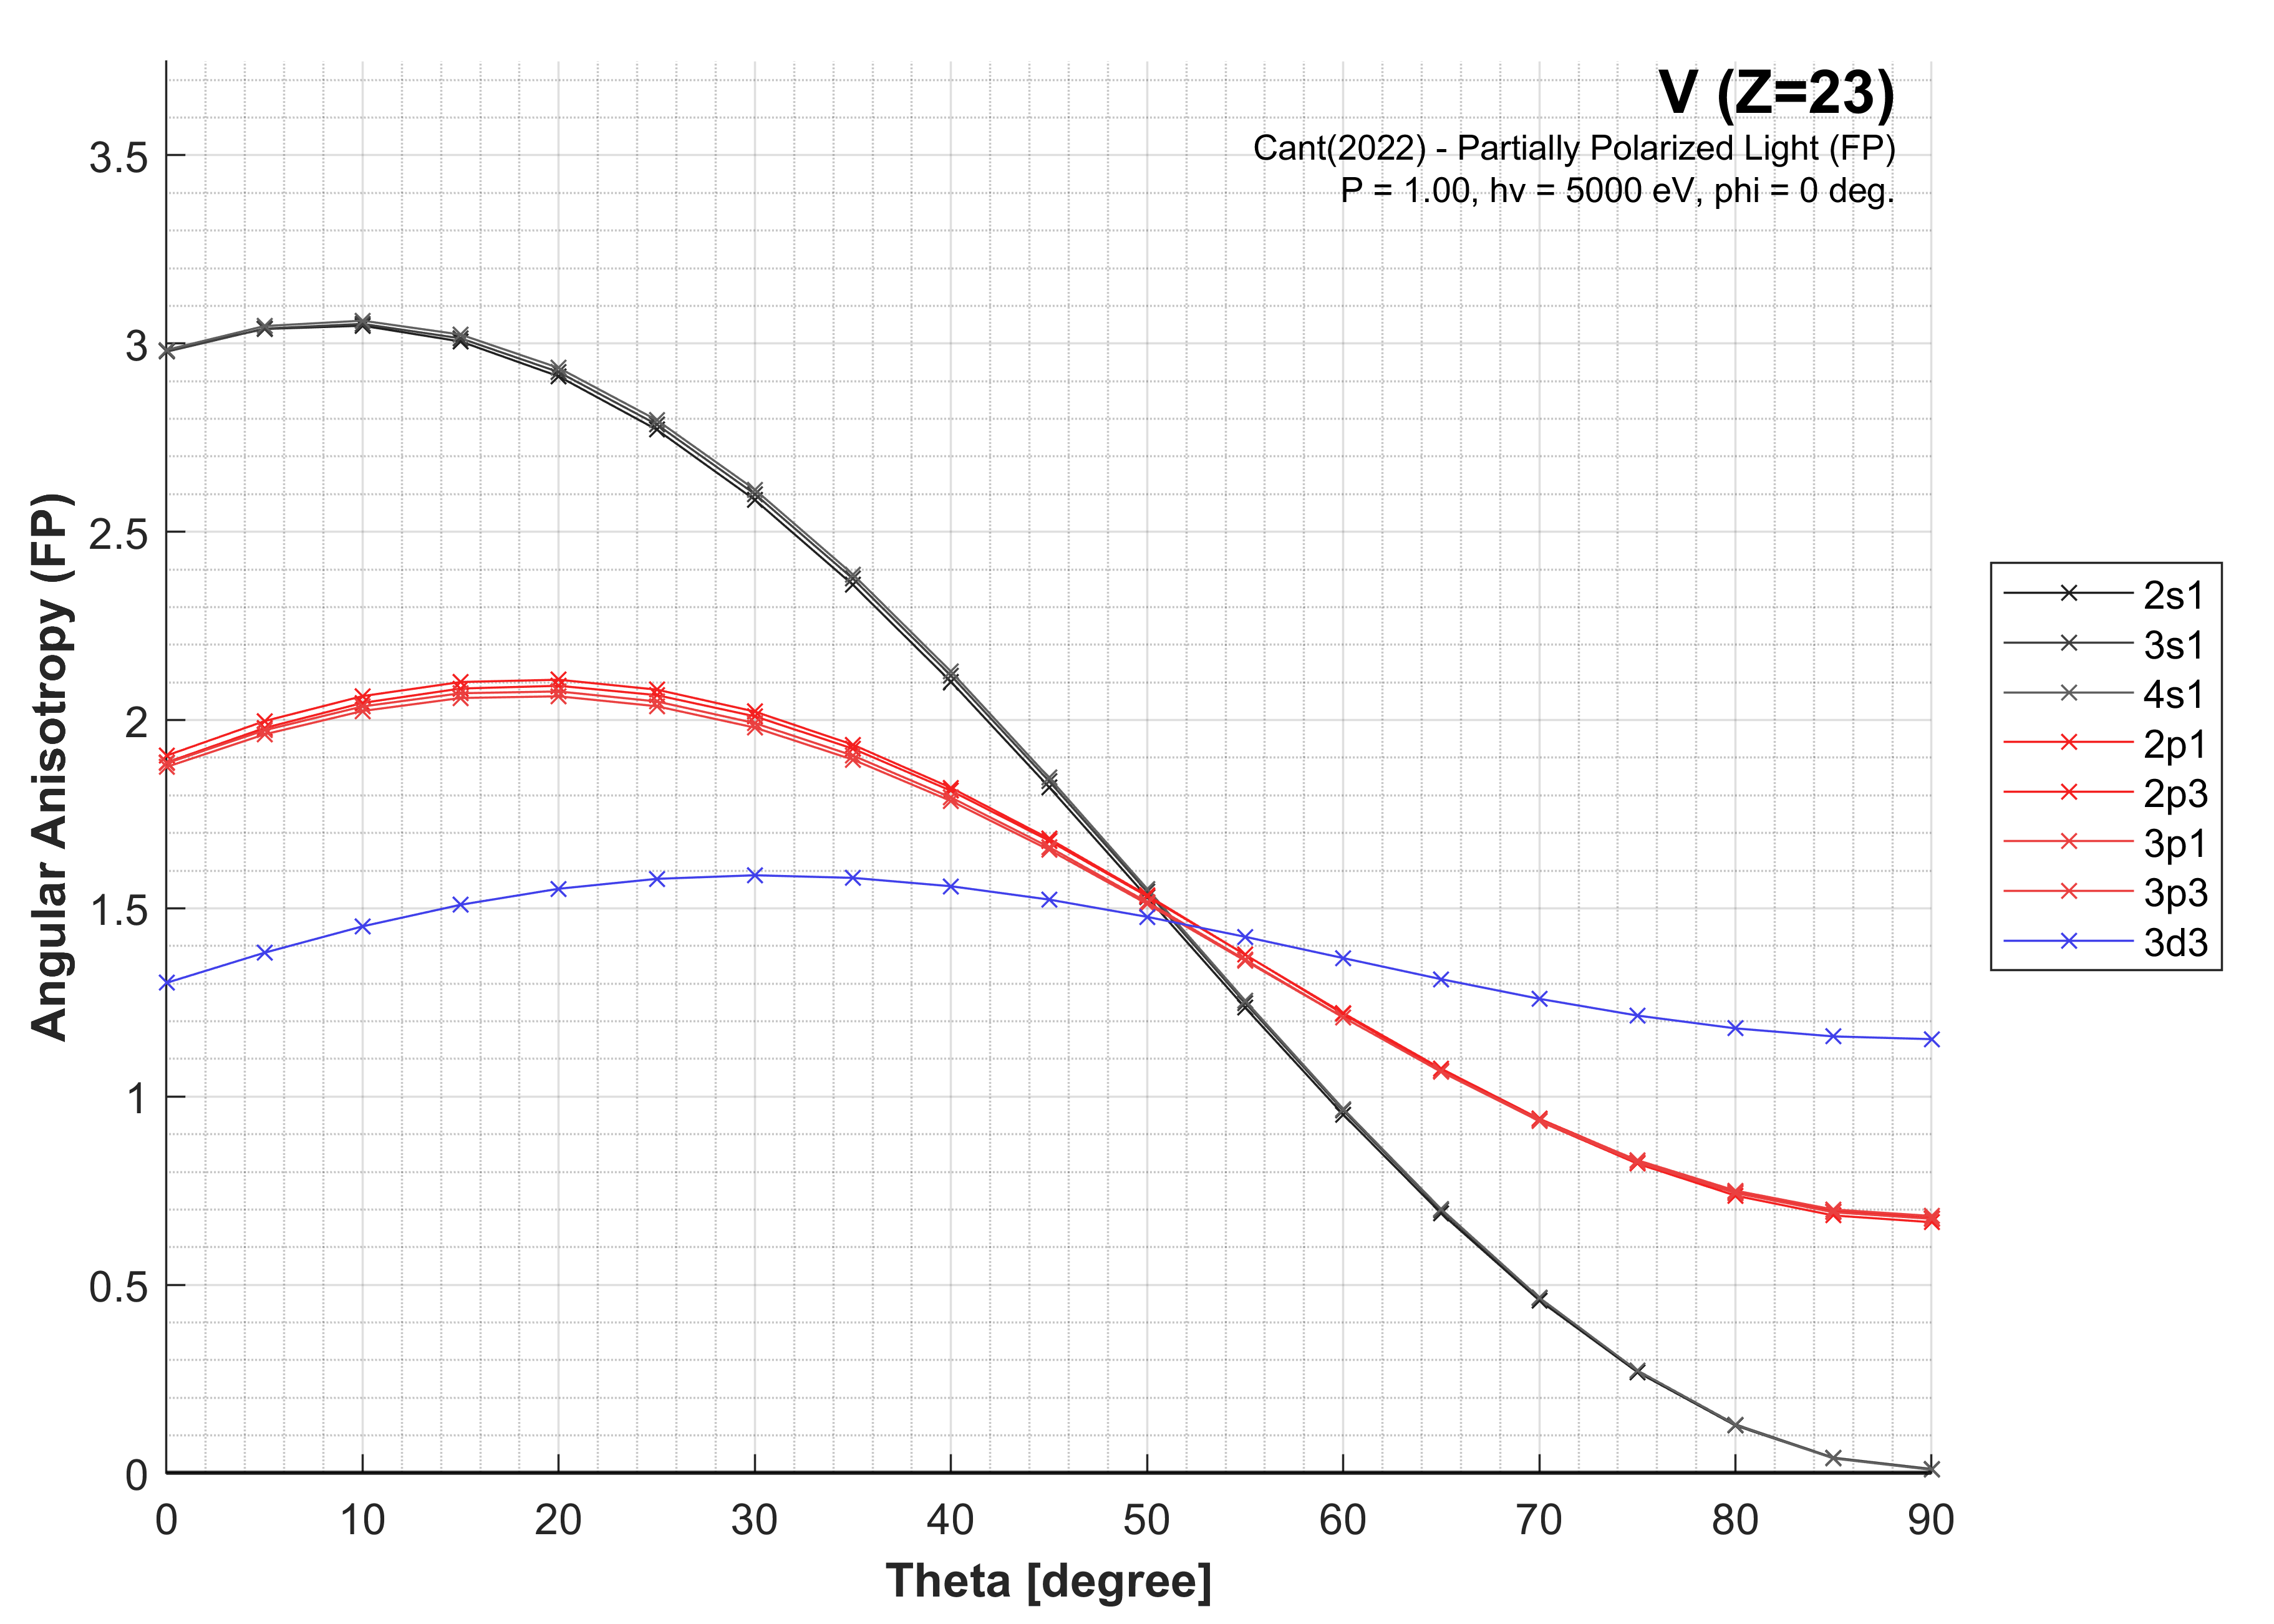 V (Z=23)
Cant(2022) - Partially Polarized Light (FP)
P = 1.00, hv = 5000 eV, phi = 0 deg.
Angular Anisotropy (FP)
3.5
3
2.5
2
1.5
1
0.5
0
0 10 20 30 40 50 60 70 80 90
Theta [degree]
2s1
3s1
4s1
2p1
2p3
3p1
3p3
3d3